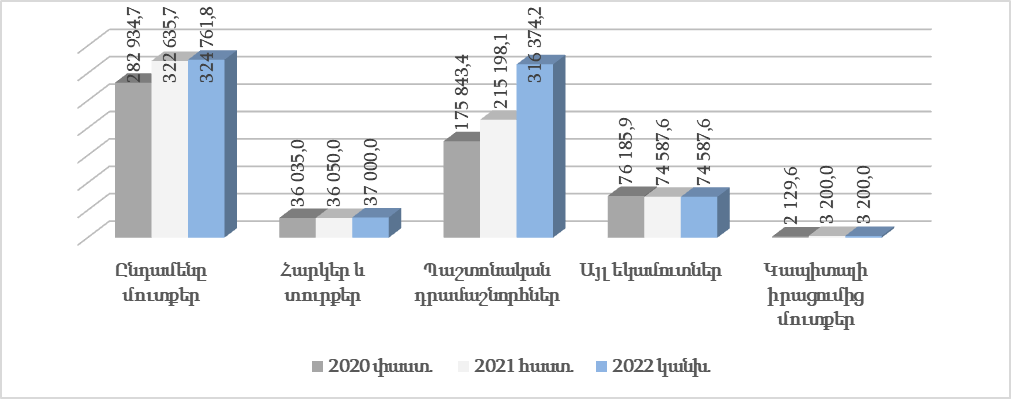 282 934,7
322 635,7
324 761,8
36 035,0
36 050,0
37 000,0
175 843,4
215 198,1
316 374,2
76 185,9
74 587,6
74 587,6
2 129,6
3 200,0
3 200,0
Ընդամենը
մուտքեր
Հարկեր և
տուրքեր
Պաշտոնական
դրամաշնորհներ
Այլ եկամուտներ
Կապիտալի
իրացումից
մուտքեր
2020 փաստ. 2021 հաստ. 2022 կանխ.